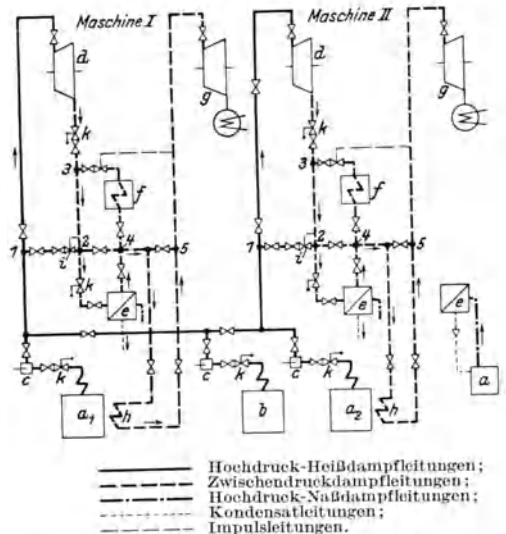 Maschine I
Maschine II
d
d
g
g
k
k
3
3
f
f
1
2
4
5
1
2
4
5
i
i
k
k
e
e
e
c
k
c
k
c
k
a₁
h
b
a₂
h
a
Hochdruck-Heißdampfleitungen;
Zwischendruckdampfleitungen;
Hochdruck-Naßdampfleitungen;
Kondensatleitungen;
Impulsleitungen.